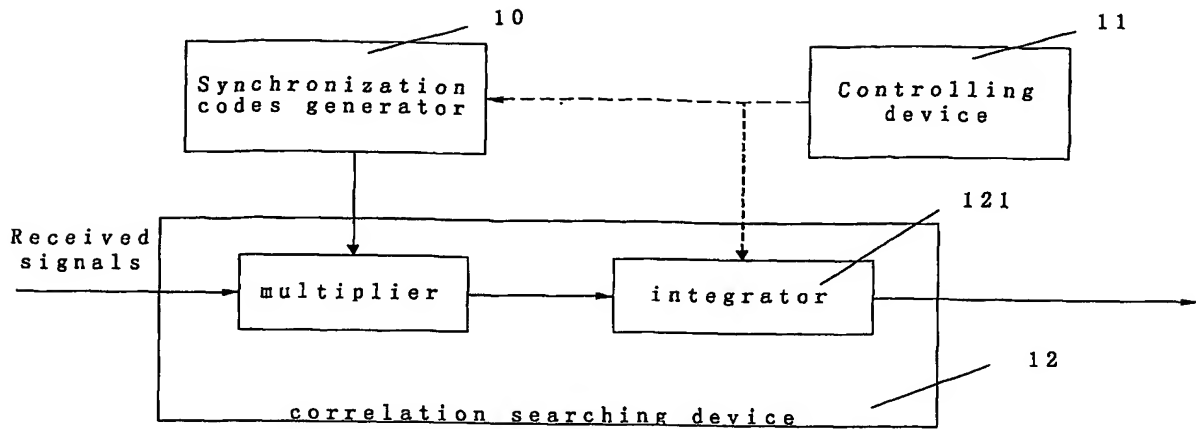 10
11
Synchronization
codes generator
Controlling
device
121
Received
signals
multiplier
integrator
12
correlation searching device